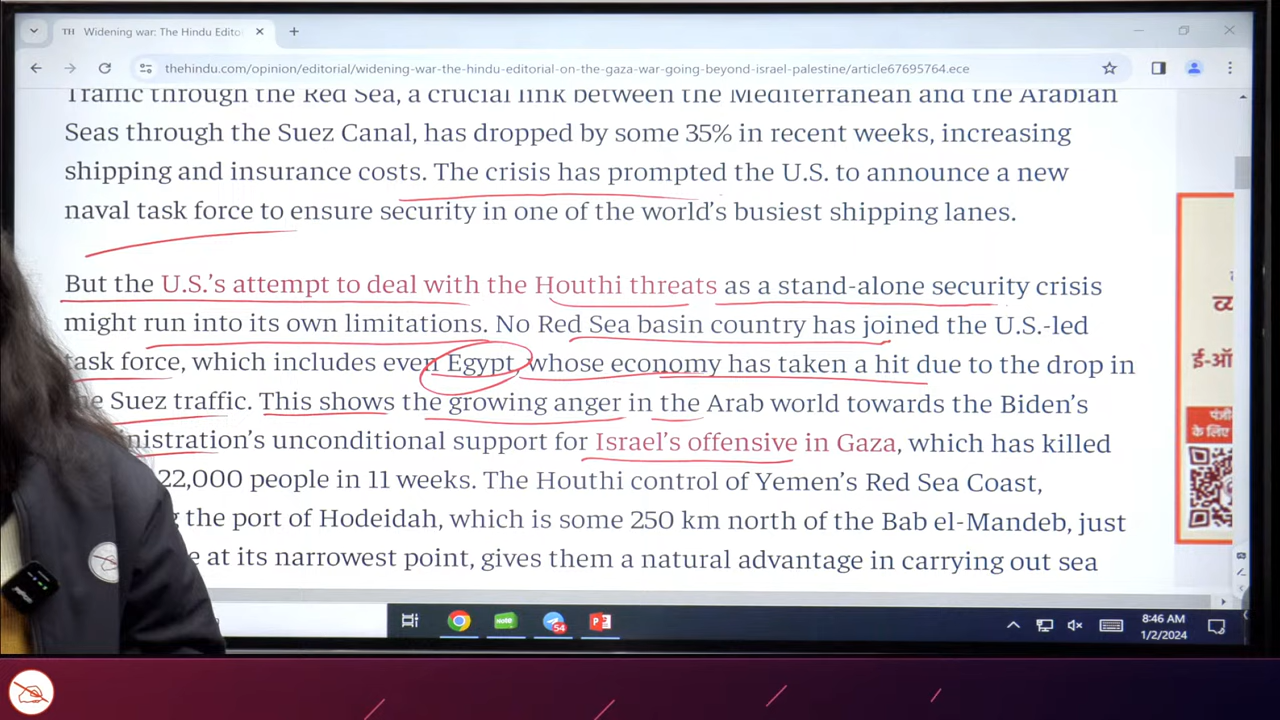 TH Widening war: The Hindu Edito
thehindu.com/opinion/editorial/widening-war-the-hindu-editorial-on-the-gaza-war-going-beyond-israel-palestine/article67695764.ece
Traffic through the Red Sea, a crucial link between the Mediterranean and the Arabian
Seas through the Suez Canal, has dropped by some 35% in recent weeks, increasing
shipping and insurance costs. The crisis has prompted the U.S. to announce a new
naval task force to ensure security in one of the world's busiest shipping lanes.
But the U.S.'s attempt to deal with the Houthi threats as a stand-alone security crisis
might run into its own limitations. No Red Sea basin country has joined the U.S.-led
task force, which includes even Egypt, whose economy has taken a hit due to the drop in
Suez traffic. This shows the growing anger in the Arab world towards the Biden's
nistration's unconditional support for Israel's offensive in Gaza, which has killed
22,000 people in 11 weeks. The Houthi control of Yemen's Red Sea Coast,
the port of Hodeidah, which is some 250 km north of the Bab el-Mandeb, just
at its narrowest point, gives them a natural advantage in carrying out sea
ई-ऑ
के लिए
54
8:46 AM
1/2/2024